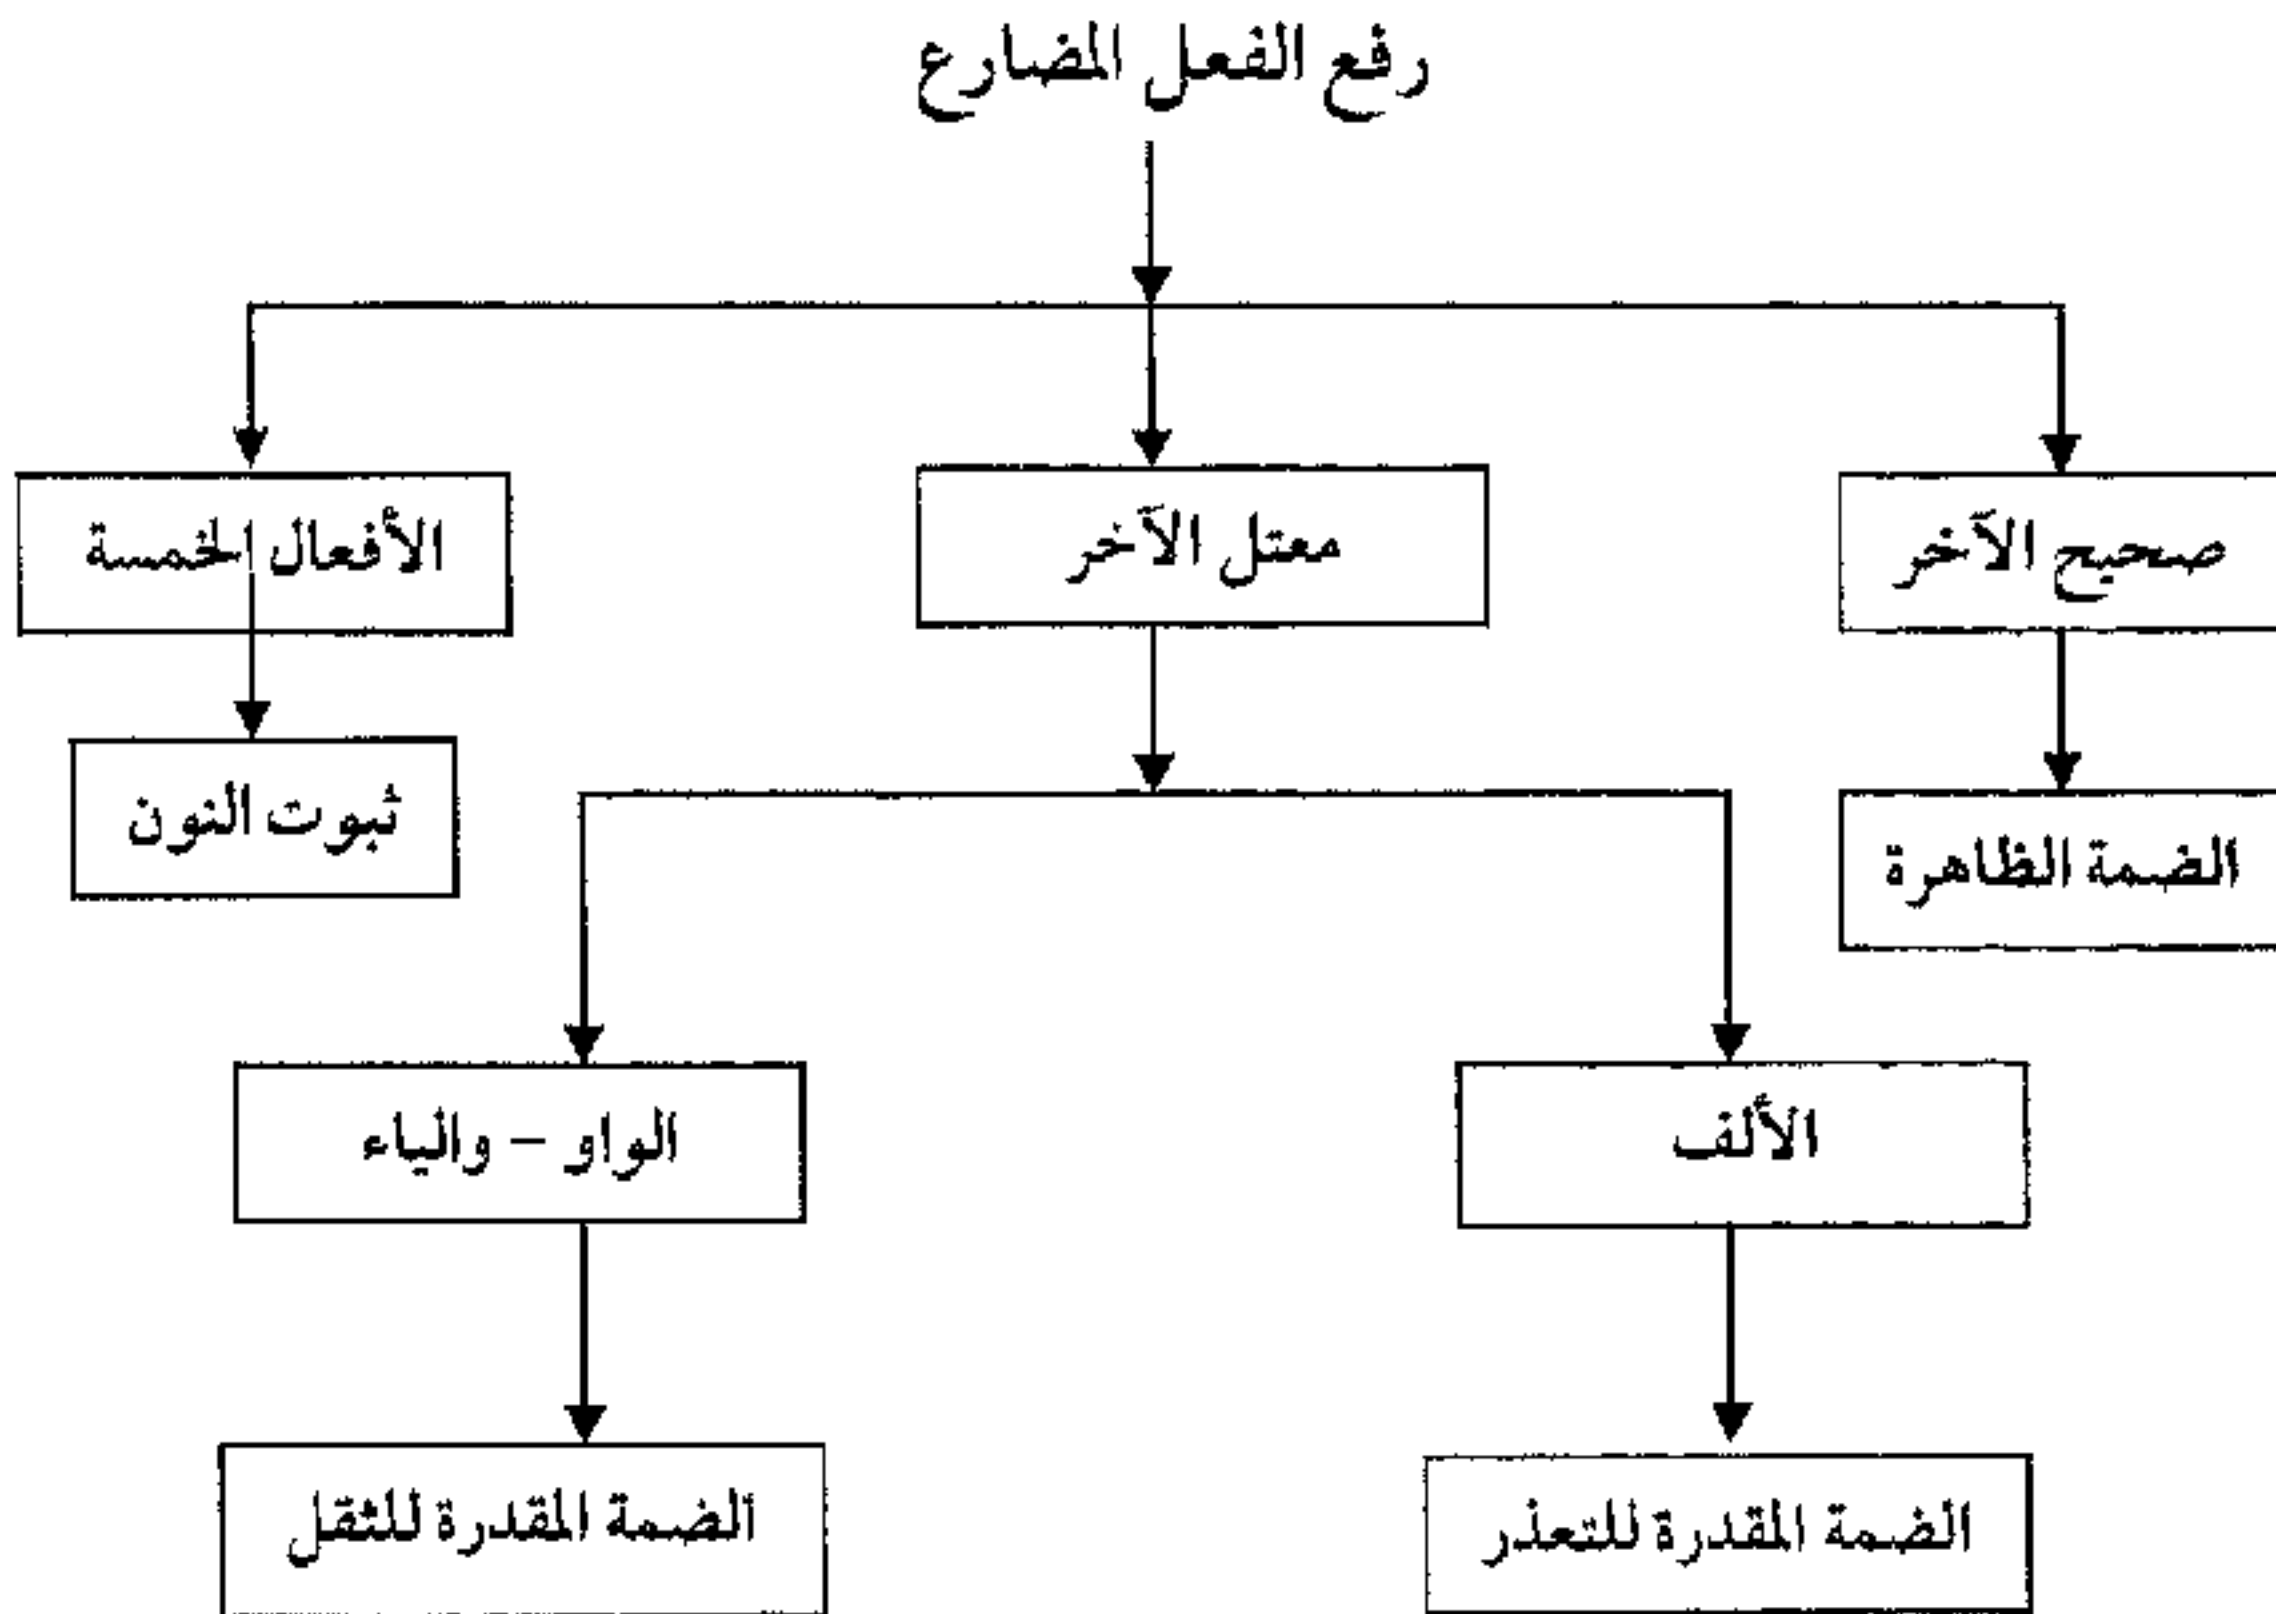 رفع الفعل المضارع
صحيح الآخر
معتل الآخر
الأفعال الخمسة
الضمة الظاهرة
ثبوت النون
الألف
الواو – والياء
الضمة المقدرة للتعذر
الضمة المقدرة للثقل